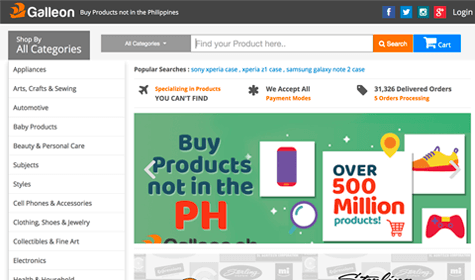 Galleon Buy Products not in the Philippines
Login
Shop By
All Categories
All Categories
Find your Product here..
Search
Cart
Popular Searches : sony xperia case , xperia z1 case , samsung galaxy note 2 case
Specializing in Products
YOU CAN'T FIND
We Accept All
Payment Modes
31,326 Delivered Orders
5 Orders Processing
Appliances
Arts, Crafts & Sewing
Automotive
Baby Products
Beauty & Personal Care
Subjects
Styles
Cell Phones & Accessories
Clothing, Shoes & Jewelry
Collectibles & Fine Art
Electronics
Health & Household
Buy
Products
not in the
PH
Galleon.ph
OVER
500
Million
products!
mi
Sterling